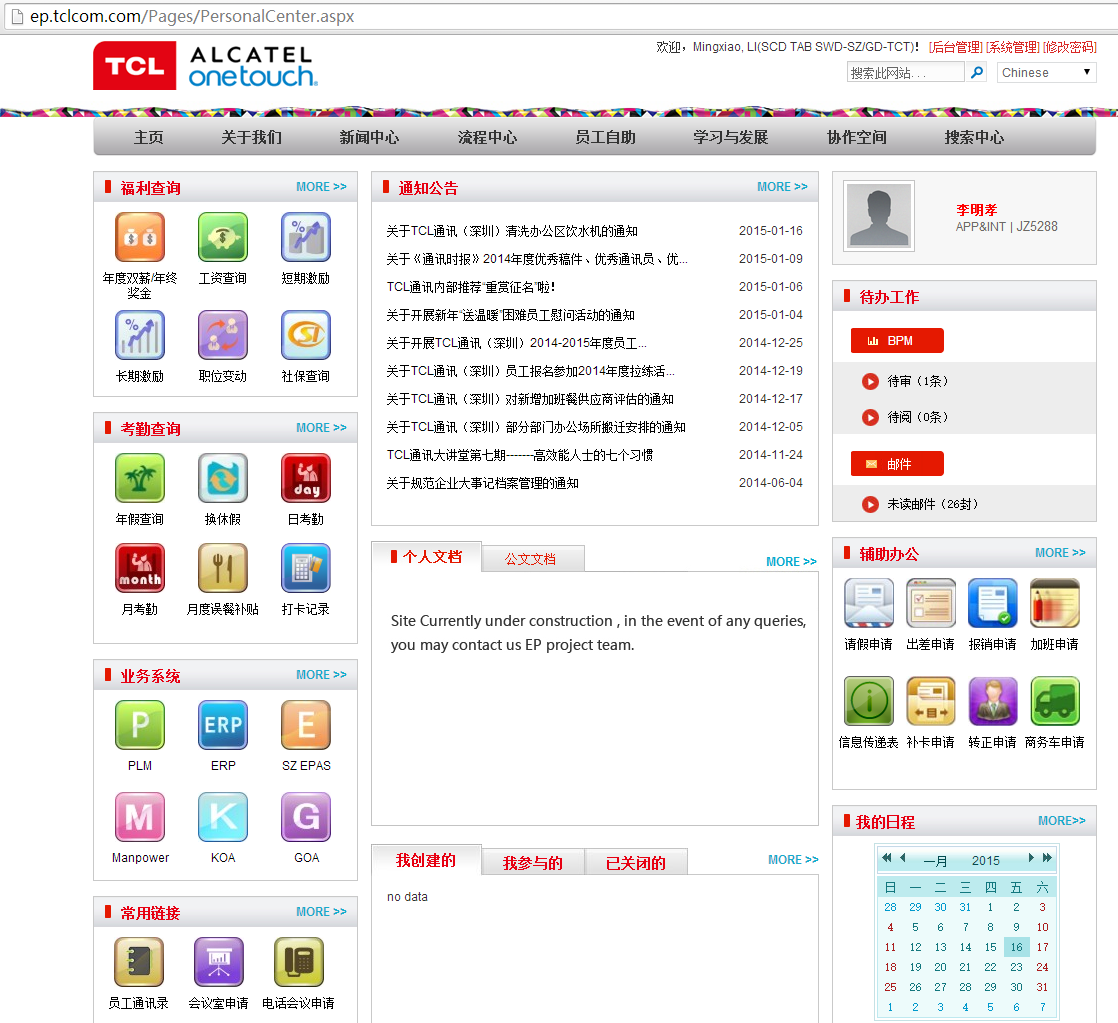 ep.tclcom.com/Pages/PersonalCenter.aspx
TCL
ALCATEL
onetouch.
欢迎，Mingxiao, LI(SCD TAB SWD-SZ/GD-TCT)！ [后台管理] [系统管理] [修改密码]
搜索此网站. . .
Chinese
主页 关于我们 新闻中心 流程中心 员工自助 学习与发展 协作空间 搜索中心
福利查询 MORE >>
年度双薪/年终奖金 工资查询 短期激励
长期激励 职位变动 社保查询
考勤查询 MORE >>
day
年假查询 换休假 日考勤
month
月考勤 月度误餐补贴 打卡记录
业务系统 MORE >>
P ERP E
PLM ERP SZ EPAS
M K G
Manpower KOA GOA
常用链接 MORE >>
员工通讯录 会议室申请 电话会议申请
通知公告 MORE >>
关于TCL通讯（深圳）清洗办公区饮水机的通知 2015-01-16
关于《通讯时报》2014年度优秀稿件、优秀通讯员、优... 2015-01-09
TCL通讯内部推荐“重赏征名”啦！ 2015-01-06
关于开展新年“送温暖”困难员工慰问活动的通知 2015-01-04
关于开展TCL通讯（深圳）2014-2015年度员工... 2014-12-25
关于TCL通讯（深圳）员工报名参加2014年度拉练活... 2014-12-19
关于TCL通讯（深圳）对新增加班餐供应商评估的通知 2014-12-17
关于TCL通讯（深圳）部分部门办公场所搬迁安排的通知 2014-12-05
TCL通讯大讲堂第七期-------高效能人士的七个习惯 2014-11-24
关于规范企业大事记档案管理的通知 2014-06-04
个人文档 公文文档 MORE >>
Site Currently under construction , in the event of any queries,
you may contact us EP project team.
我创建的 我参与的 已关闭的 MORE >>
no data
李明孝
APP&INT | JZ5288
待办工作
BPM
待审（1条）
待阅（0条）
邮件
未读邮件（26封）
辅助办公 MORE >>
请假申请 出差申请 报销申请 加班申请
信息传递表 补卡申请 转正申请 商务车申请
我的日程 MORE>>
一月 2015
日 一 二 三 四 五 六
28 29 30 31 1 2 3
4 5 6 7 8 9 10
11 12 13 14 15 16 17
18 19 20 21 22 23 24
25 26 27 28 29 30 31
1 2 3 4 5 6 7